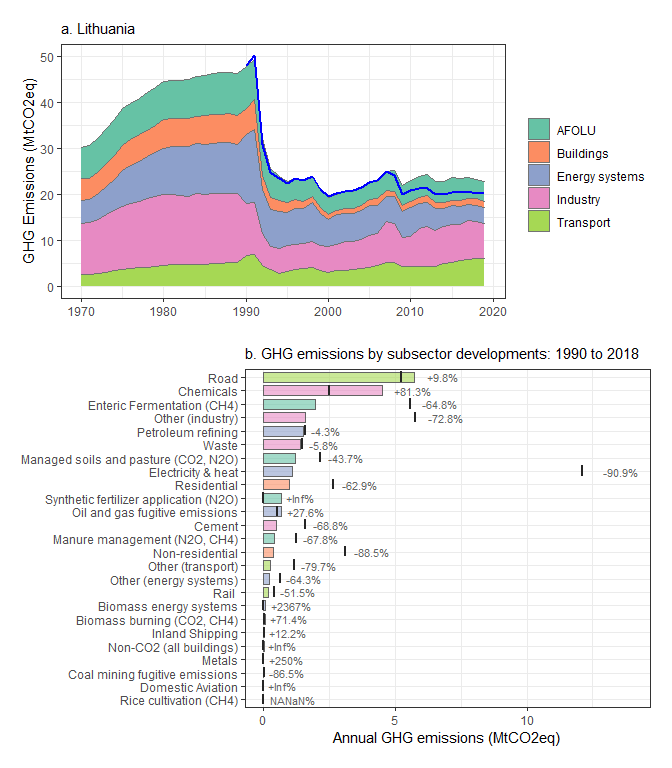 a. Lithuania
GHG Emissions (MtCO2eq)
50
40
30
20
10
0
1970 1980 1990 2000 2010 2020
AFOLU
Buildings
Energy systems
Industry
Transport
b. GHG emissions by subsector developments: 1990 to 2018
Road +9.8%
Chemicals +81.3%
Enteric Fermentation (CH4) -64.8%
Other (industry) -72.8%
Petroleum refining -4.3%
Waste -5.8%
Managed soils and pasture (CO2, N2O) -43.7%
Electricity & heat -90.9%
Residential -62.9%
Synthetic fertilizer application (N2O) +Inf%
Oil and gas fugitive emissions +27.6%
Cement -68.8%
Manure management (N2O, CH4) -67.8%
Non-residential -88.5%
Other (transport) -79.7%
Other (energy systems) -64.3%
Rail -51.5%
Biomass energy systems +2367%
Biomass burning (CO2, CH4) +71.4%
Inland Shipping +12.2%
Non-CO2 (all buildings) +Inf%
Metals +250%
Coal mining fugitive emissions -86.5%
Domestic Aviation +Inf%
Rice cultivation (CH4) NANaN%
0 5 10
Annual GHG emissions (MtCO2eq)